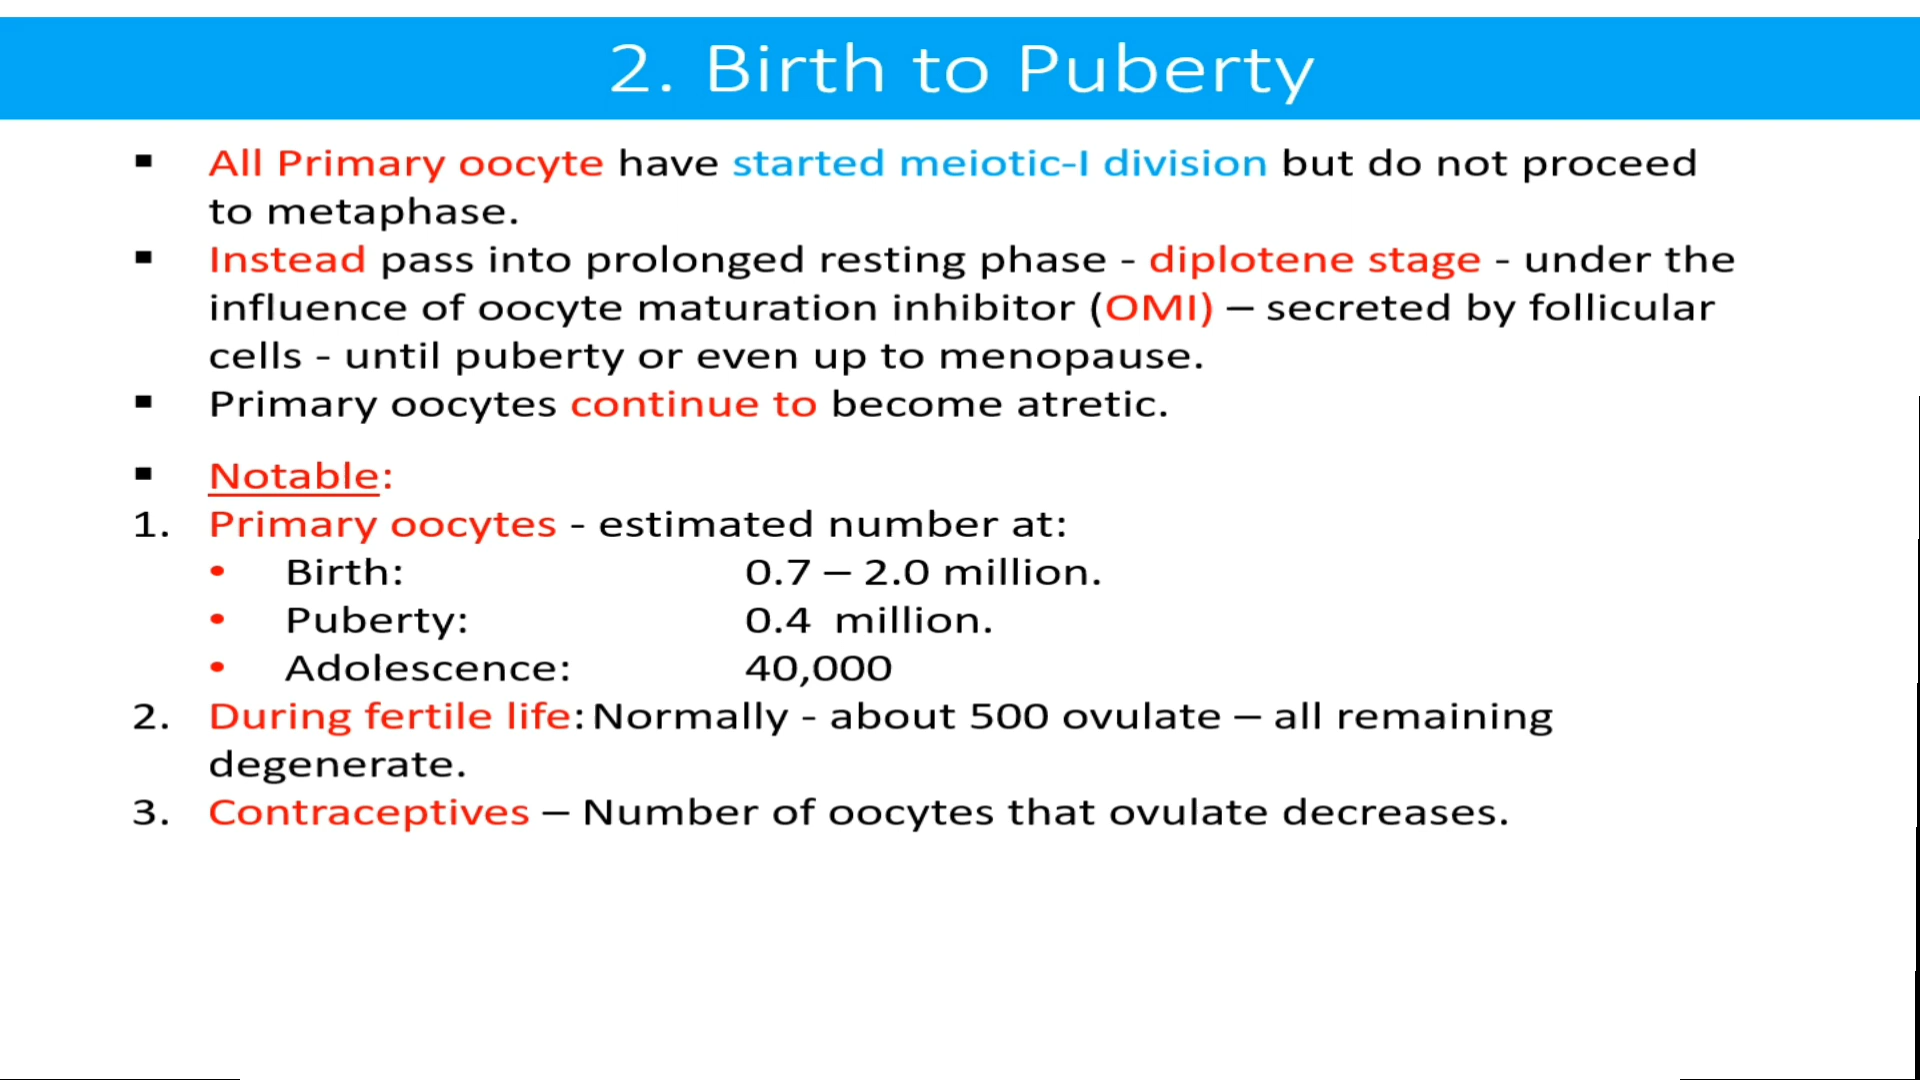 2. Birth to Puberty
▪ All Primary oocyte have started meiotic-I division but do not proceed
to metaphase.
▪ Instead pass into prolonged resting phase - diplotene stage - under the
influence of oocyte maturation inhibitor (OMI) – secreted by follicular
cells - until puberty or even up to menopause.
▪ Primary oocytes continue to become atretic.
▪ Notable:
1. Primary oocytes - estimated number at:
• Birth: 0.7 – 2.0 million.
• Puberty: 0.4 million.
• Adolescence: 40,000
2. During fertile life: Normally - about 500 ovulate – all remaining
degenerate.
3. Contraceptives – Number of oocytes that ovulate decreases.